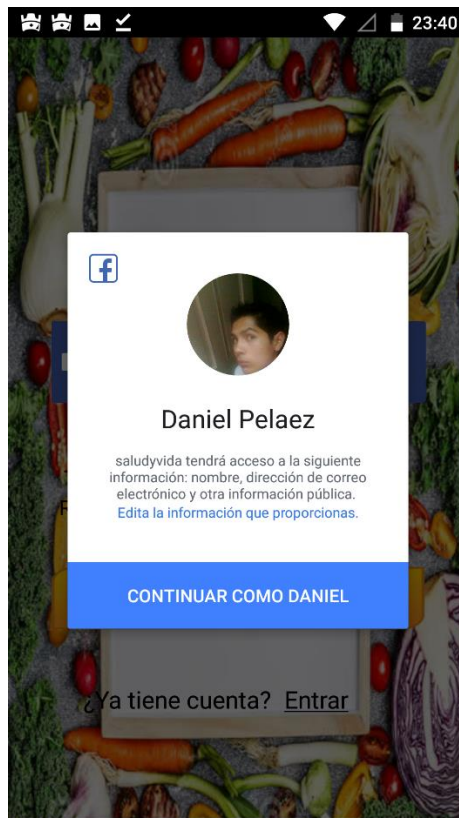 23:40
Daniel Pelaez
saludyvida tendrá acceso a la siguiente
información: nombre, dirección de correo
electrónico y otra información pública.
Edita la información que proporcionas.
CONTINUAR COMO DANIEL
¿Ya tiene cuenta? Entrar